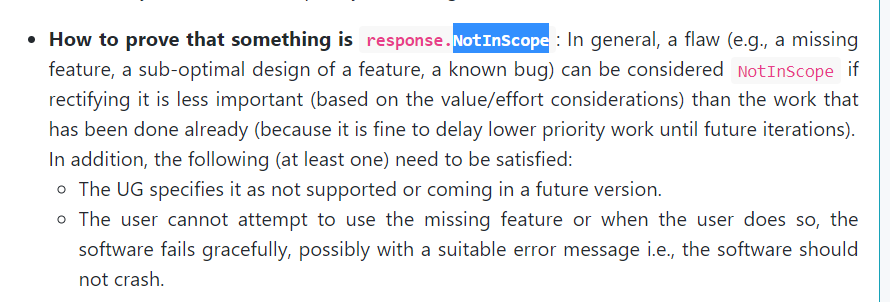 • How to prove that something is response.NotInScope : In general, a flaw (e.g., a missing
feature, a sub-optimal design of a feature, a known bug) can be considered NotInScope if
rectifying it is less important (based on the value/effort considerations) than the work that
has been done already (because it is fine to delay lower priority work until future iterations).
In addition, the following (at least one) need to be satisfied:
◦ The UG specifies it as not supported or coming in a future version.
◦ The user cannot attempt to use the missing feature or when the user does so, the
software fails gracefully, possibly with a suitable error message i.e., the software should
not crash.